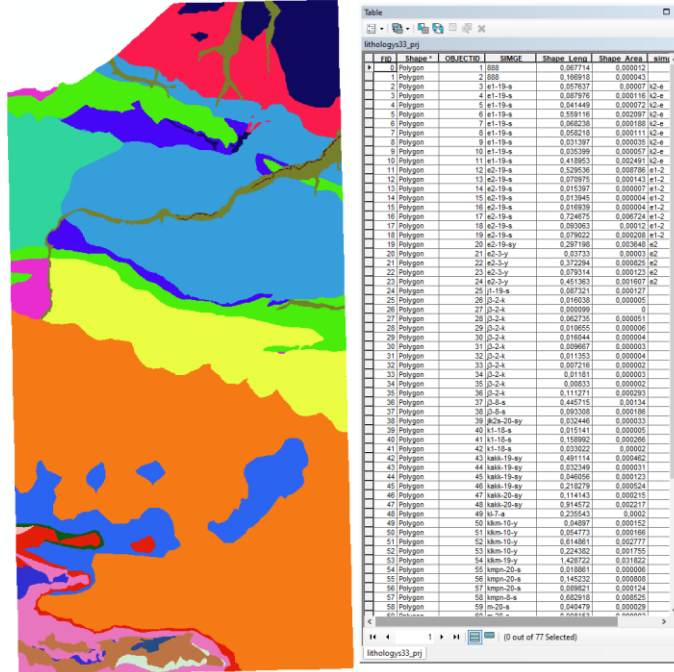 Table
lithologys33_prj
FID Shape * OBJECTID SIMGE Shape_Leng Shape_Area simg
0 Polygon 1 888 0,067714 0,000012
1 Polygon 2 888 0,166918 0,000043
2 Polygon 3 e1-19-s 0,057637 0,00007 k2-e
3 Polygon 4 e1-19-s 0,087976 0,000116 k2-e
4 Polygon 5 e1-19-s 0,041449 0,000072 k2-e
5 Polygon 6 e1-19-s 0,559116 0,002097 k2-e
6 Polygon 7 e1-19-s 0,068238 0,000188 k2-e
7 Polygon 8 e1-19-s 0,058218 0,000111 k2-e
8 Polygon 9 e1-19-s 0,031397 0,000035 k2-e
9 Polygon 10 e1-19-s 0,035399 0,000057 k2-e
10 Polygon 11 e1-19-s 0,418953 0,002491 k2-e
11 Polygon 12 e2-19-s 0,529536 0,008786 e1-2
12 Polygon 13 e2-19-s 0,070975 0,000143 e1-2
13 Polygon 14 e2-19-s 0,015397 0,000007 e1-2
14 Polygon 15 e2-19-s 0,013945 0,000004 e1-2
15 Polygon 16 e2-19-s 0,016939 0,000004 e1-2
16 Polygon 17 e2-19-s 0,724675 0,006724 e1-2
17 Polygon 18 e2-19-s 0,093063 0,00012 e1-2
18 Polygon 19 e2-19-s 0,079022 0,000208 e1-2
19 Polygon 20 e2-19-sy 0,297198 0,003648 e2
20 Polygon 21 e2-3-y 0,03733 0,00003 e2
21 Polygon 22 e2-3-y 0,372294 0,000825 e2
22 Polygon 23 e2-3-y 0,079314 0,000123 e2
23 Polygon 24 e2-3-y 0,451363 0,001607 e2
24 Polygon 25 j1-19-s 0,087321 0,000127
25 Polygon 26 β-2-k 0,016038 0,000005
26 Polygon 27 β-2-k 0,000099 0
27 Polygon 28 β-2-k 0,062735 0,000051
28 Polygon 29 β-2-k 0,010655 0,000006
29 Polygon 30 β-2-k 0,016044 0,000004
30 Polygon 31 β-2-k 0,009667 0,000003
31 Polygon 32 β-2-k 0,011353 0,000004
32 Polygon 33 β-2-k 0,007216 0,000002
33 Polygon 34 β-2-k 0,01181 0,000003
34 Polygon 35 β-2-k 0,00833 0,000002
35 Polygon 36 β-2-k 0,111271 0,000293
36 Polygon 37 β-8-s 0,445715 0,00134
37 Polygon 38 β-8-s 0,093308 0,000186
38 Polygon 39 jk2s-20-sy 0,032446 0,000033
39 Polygon 40 k1-18-s 0,015141 0,000005
40 Polygon 41 k1-18-s 0,158992 0,000266
41 Polygon 42 k1-18-s 0,033022 0,00002
42 Polygon 43 kakk-19-sy 0,491114 0,000462
43 Polygon 44 kakk-19-sy 0,032349 0,000031
44 Polygon 45 kakk-19-sy 0,046056 0,000123
45 Polygon 46 kakk-19-sy 0,218279 0,000524
46 Polygon 47 kakk-20-sy 0,114143 0,000215
47 Polygon 48 kakk-20-sy 0,914572 0,002217
48 Polygon 49 kl-7-a 0,235543 0,0002
49 Polygon 50 klkm-10-y 0,04897 0,000152
50 Polygon 51 klkm-10-y 0,054773 0,000166
51 Polygon 52 klkm-10-y 0,614861 0,002777
52 Polygon 53 klkm-10-y 0,224382 0,001755
53 Polygon 54 klkm-19-y 1,428722 0,031822
54 Polygon 55 kmpn-20-s 0,018861 0,000006
55 Polygon 56 kmpn-20-s 0,145232 0,000808
56 Polygon 57 kmpn-20-s 0,089821 0,000124
57 Polygon 58 kmpn-8-s 0,682918 0,008525
58 Polygon 59 m-20-s 0,040479 0,000029
1 (0 out of 77 Selected)
lithologys33_prj